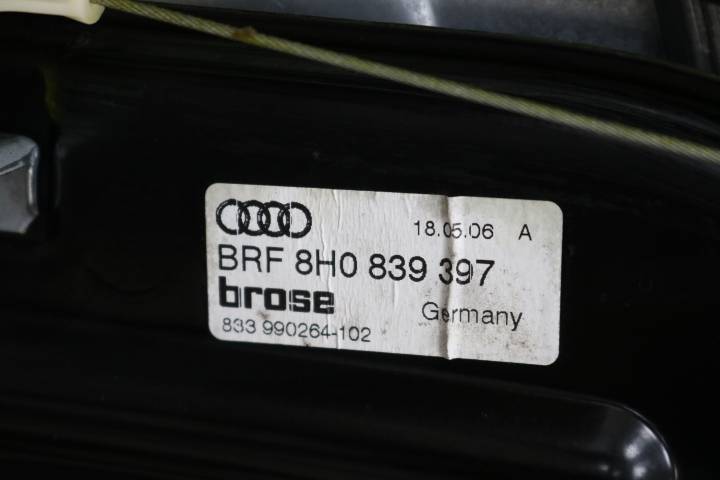 18.05.06 A
BRF 8H0 839 397
brose
Germany
833 990264-102